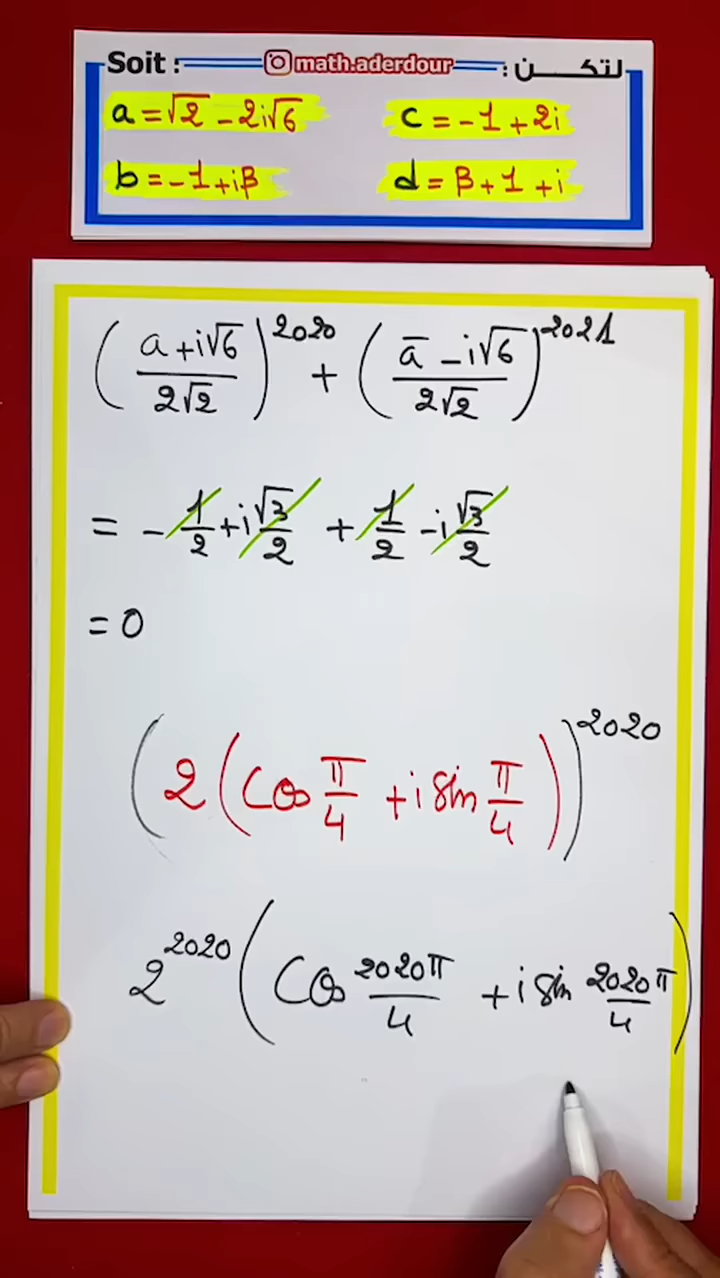 Soit : math.aderdour لتكن :
a = √2 - 2i√6 c = -1 + 2i
b = -1 + iβ d = β + 1 + i
((a + i√6)/(2√2))^2020 + ((a̅ - i√6)/(2√2))^2021
= - 1/2 + i √3/2 + 1/2 - i √3/2
= 0
(2(Cos π/4 + i sin π/4))^2020
2^2020 (Cos 2020π/4 + i sin 2020π/4)